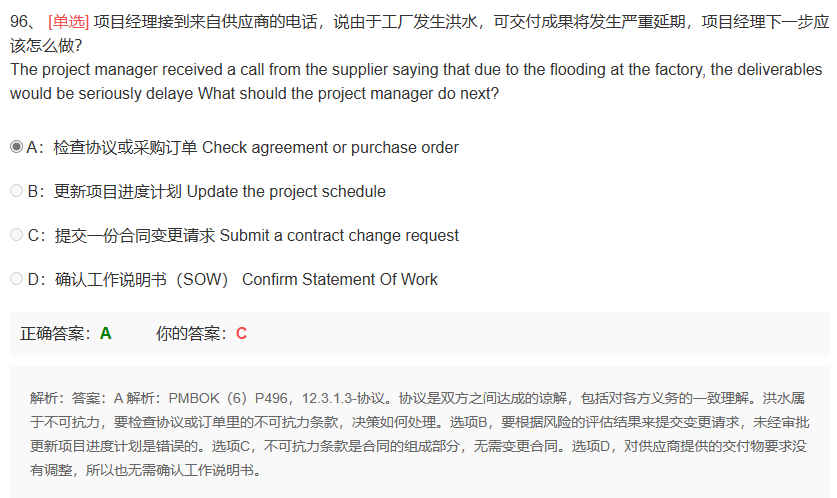 96、 [单选] 项目经理接到来自供应商的电话，说由于工厂发生洪水，可交付成果将发生严重延期，项目经理下一步应
该怎么做?
The project manager received a call from the supplier saying that due to the flooding at the factory, the deliverables
would be seriously delaye What should the project manager do next?
A：检查协议或采购订单 Check agreement or purchase order
B：更新项目进度计划 Update the project schedule
C：提交一份合同变更请求 Submit a contract change request
D：确认工作说明书（SOW） Confirm Statement Of Work
正确答案：A 你的答案：C
解析：答案：A 解析：PMBOK（6）P496，12.3.1.3-协议。协议是双方之间达成的谅解，包括对各方义务的一致理解。洪水属
于不可抗力，要检查协议或订单里的不可抗力条款，决策如何处理。选项B，要根据风险的评估结果来提交变更请求，未经审批
更新项目进度计划是错误的。选项C，不可抗力条款是合同的组成部分，无需变更合同。选项D，对供应商提供的交付物要求没
有调整，所以也无需确认工作说明书。